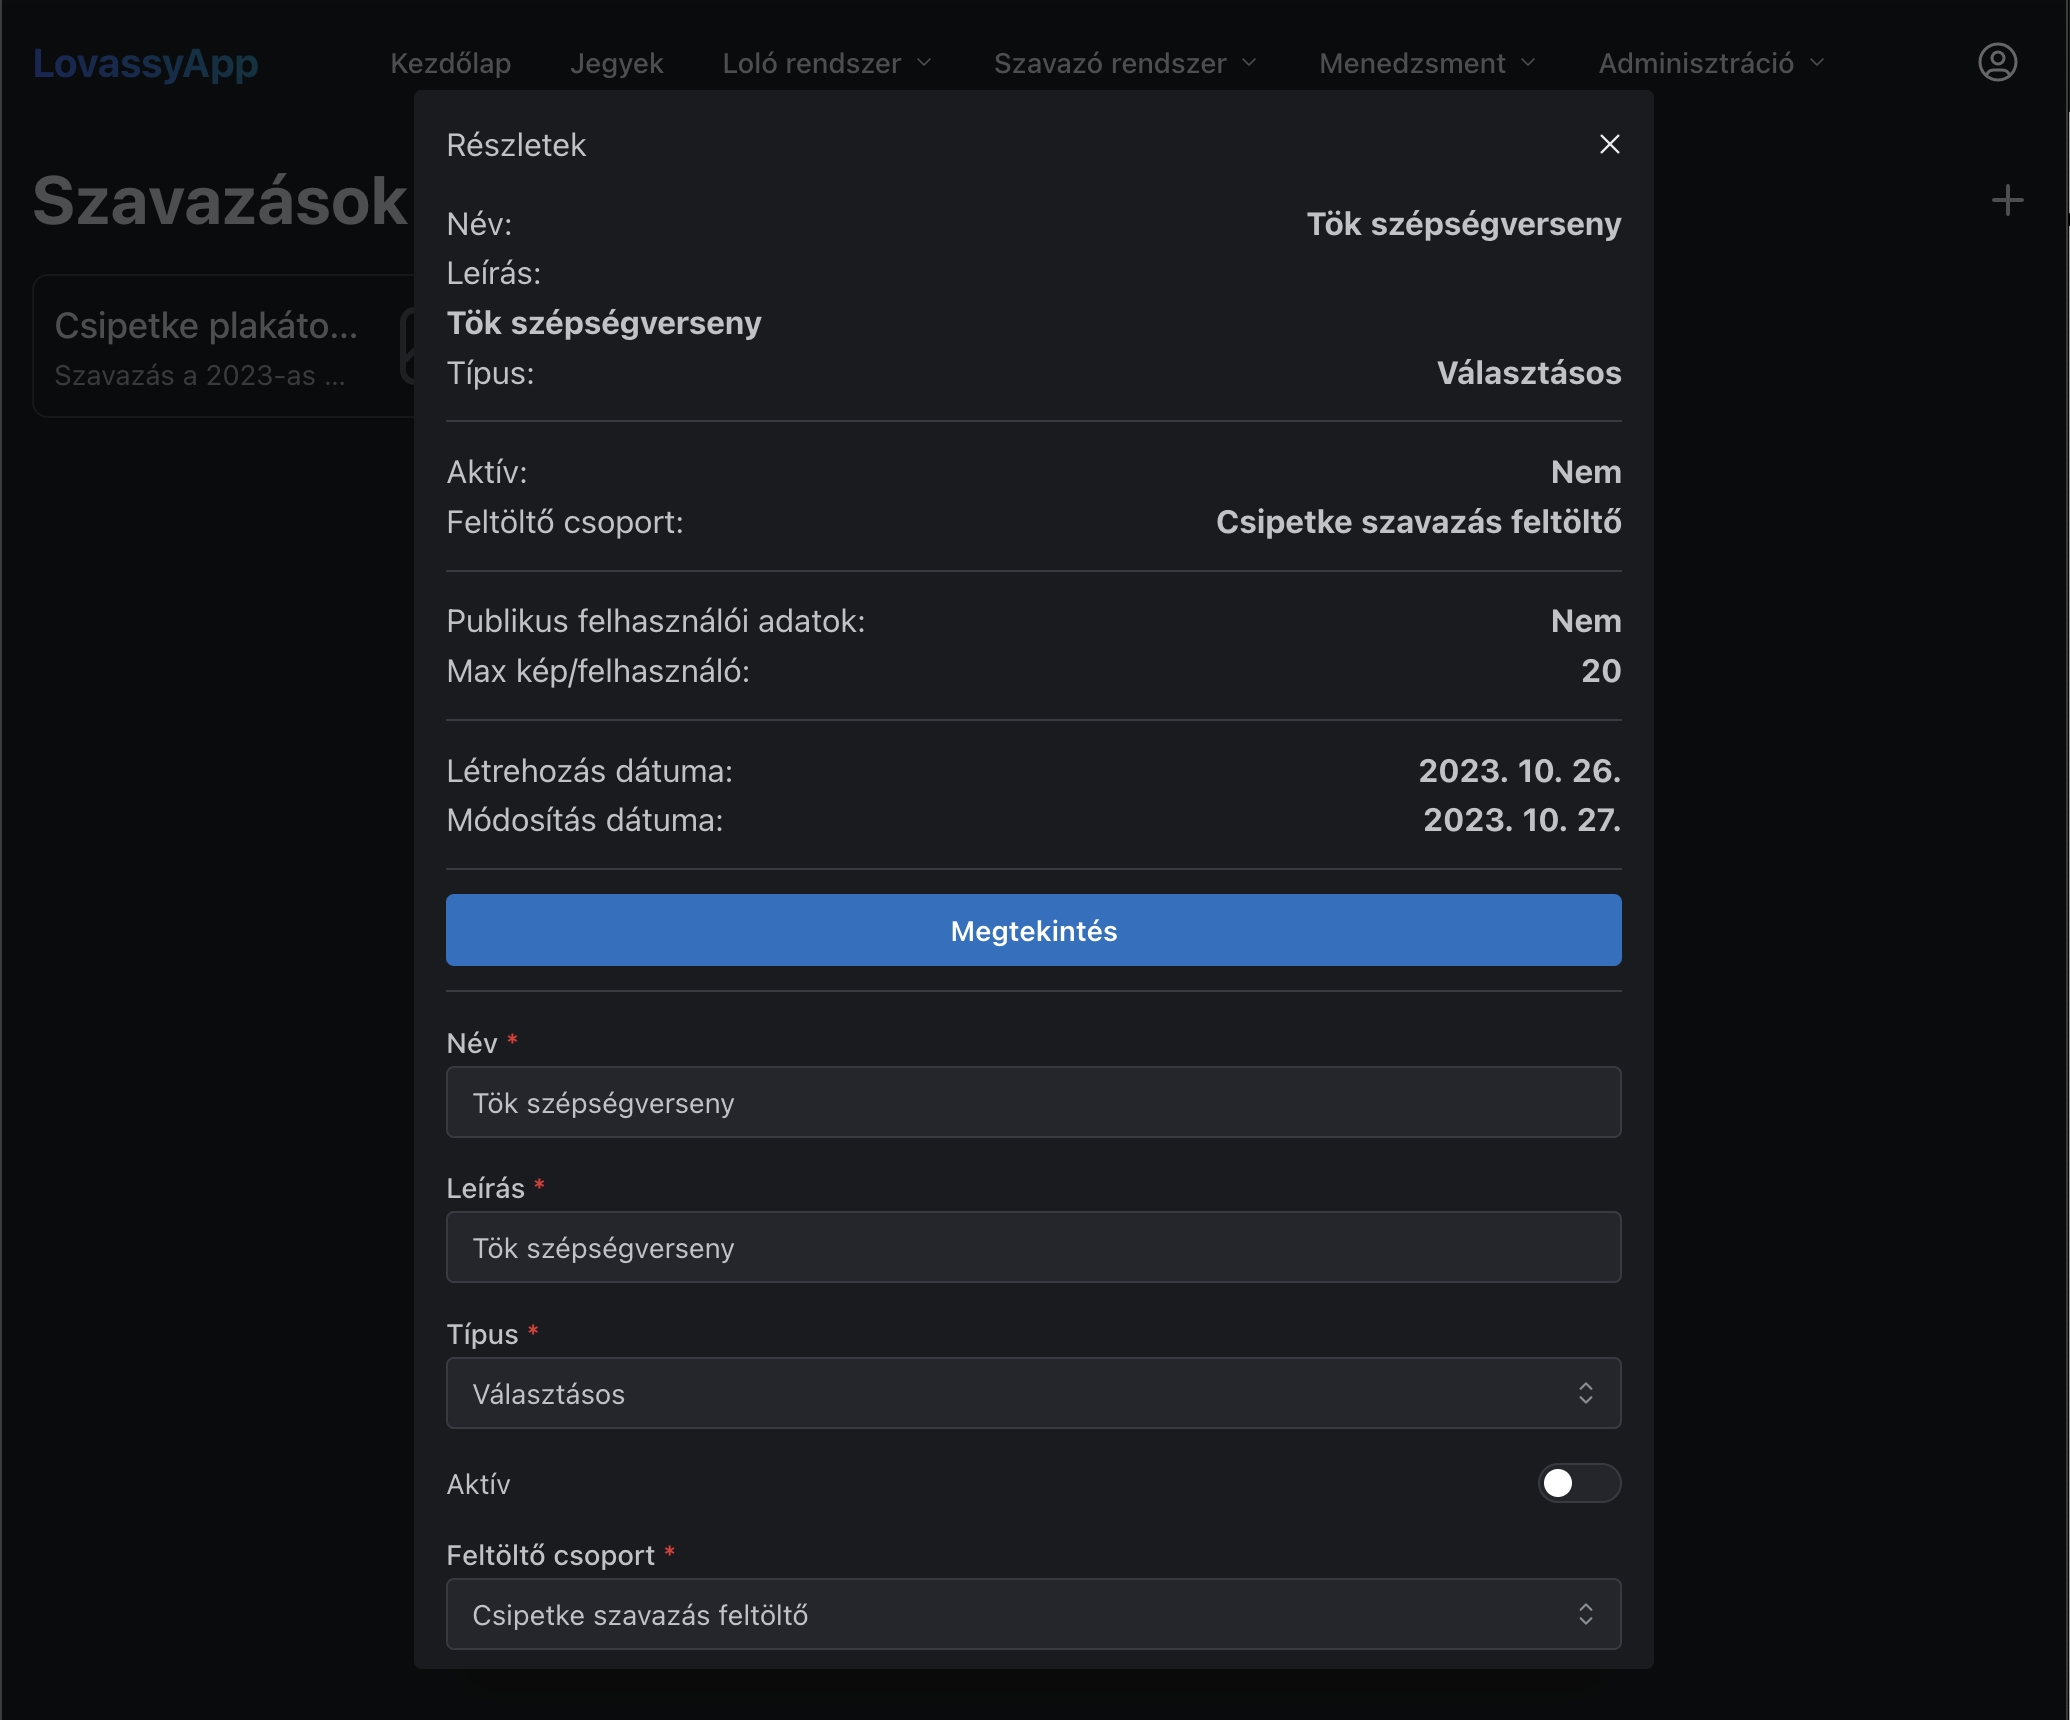 LovassyApp Kezdőlap Jegyek Loló rendszer Szavazó rendszer Menedzsment Adminisztráció
Szavazások
Csipetke plakáto...
Szavazás a 2023-as ...
Részletek
Név: Tök szépségverseny
Leírás:
Tök szépségverseny
Típus: Választásos
Aktív: Nem
Feltöltő csoport: Csipetke szavazás feltöltő
Publikus felhasználói adatok: Nem
Max kép/felhasználó: 20
Létrehozás dátuma: 2023. 10. 26.
Módosítás dátuma: 2023. 10. 27.
Megtekintés
Név *
Tök szépségverseny
Leírás *
Tök szépségverseny
Típus *
Választásos
Aktív
Feltöltő csoport *
Csipetke szavazás feltöltő